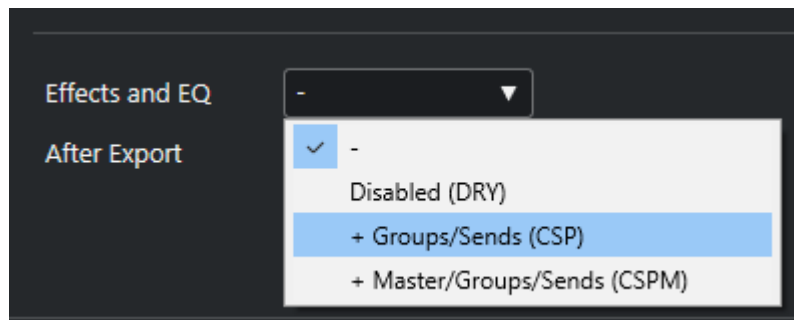 Effects and EQ
-
After Export
-
Disabled (DRY)
+ Groups/Sends (CSP)
+ Master/Groups/Sends (CSPM)